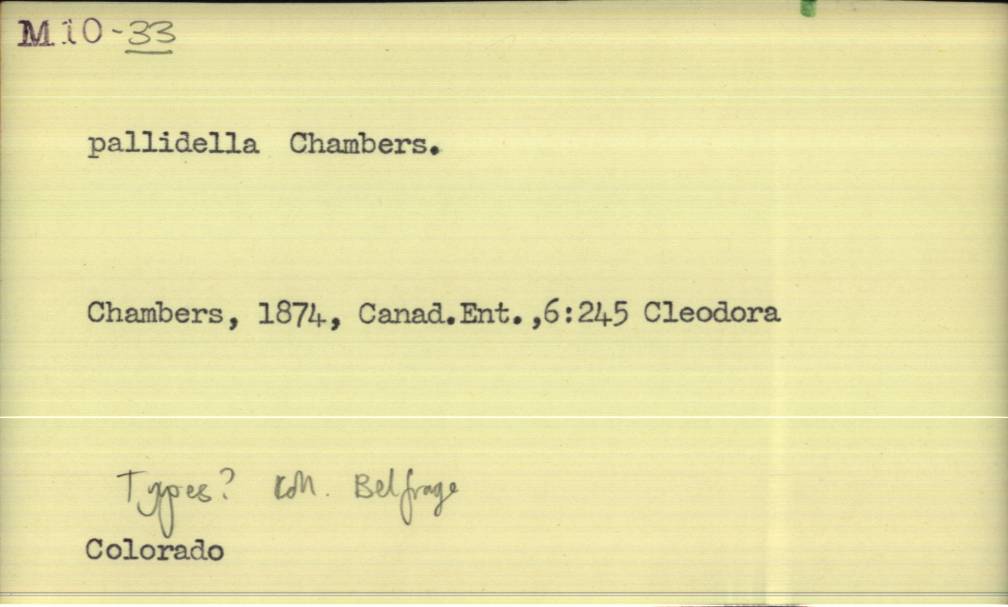 M10-33
pallidella Chambers.
Chambers, 1874, Canad.Ent.,6:245 Cleodora
Types? Coll. Belfrage
Colorado